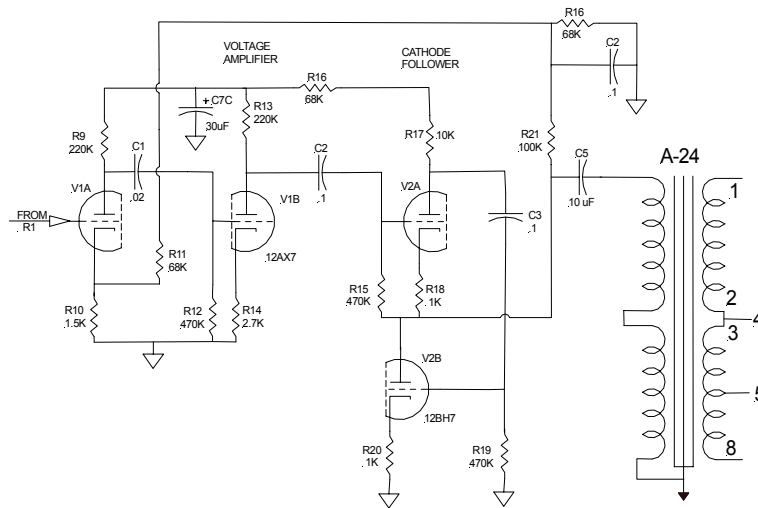 R16
68K
C2
.1
VOLTAGE
AMPLIFIER
CATHODE
FOLLOWER
R16
68K
+ C7C
.30uF
R13
220K
R9
220K
R17
.10K
R21
.100K
C5
.10 uF
A-24
C1
.02
C2
.1
V1A
V1B
V2A
C3
.1
FROM
R1
.12AX7
R11
.68K
R15
.470K
R18
.1K
R10
.1.5K
R12
.470K
R14
2.7K
V2B
.12BH7
R20
.1K
R19
.470K
.1
.2
.3
4
.5
.8